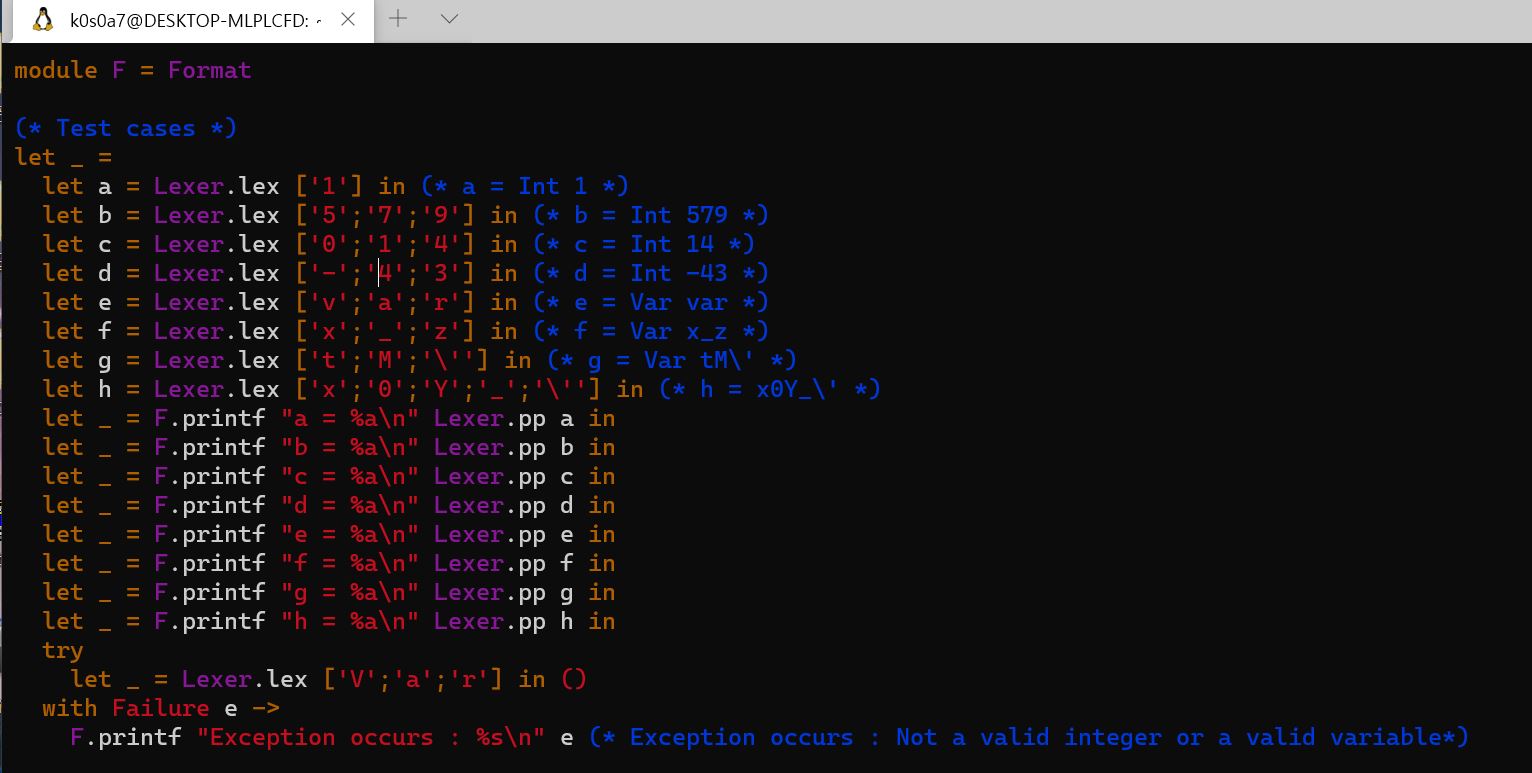 k0s0a7@DESKTOP-MLPLCFD: ~
module F = Format
(* Test cases *)
let _ =
  let a = Lexer.lex ['1'] in (* a = Int 1 *)
  let b = Lexer.lex ['5';'7';'9'] in (* b = Int 579 *)
  let c = Lexer.lex ['0';'1';'4'] in (* c = Int 14 *)
  let d = Lexer.lex ['-';'4';'3'] in (* d = Int -43 *)
  let e = Lexer.lex ['v';'a';'r'] in (* e = Var var *)
  let f = Lexer.lex ['x';'_';'z'] in (* f = Var x_z *)
  let g = Lexer.lex ['t';'M';'\''] in (* g = Var tM\' *)
  let h = Lexer.lex ['x';'0';'Y';'_';'\''] in (* h = x0Y_\' *)
  let _ = F.printf "a = %a\n" Lexer.pp a in
  let _ = F.printf "b = %a\n" Lexer.pp b in
  let _ = F.printf "c = %a\n" Lexer.pp c in
  let _ = F.printf "d = %a\n" Lexer.pp d in
  let _ = F.printf "e = %a\n" Lexer.pp e in
  let _ = F.printf "f = %a\n" Lexer.pp f in
  let _ = F.printf "g = %a\n" Lexer.pp g in
  let _ = F.printf "h = %a\n" Lexer.pp h in
  try
    let _ = Lexer.lex ['V';'a';'r'] in ()
  with Failure e ->
    F.printf "Exception occurs : %s\n" e (* Exception occurs : Not a valid integer or a valid variable*)